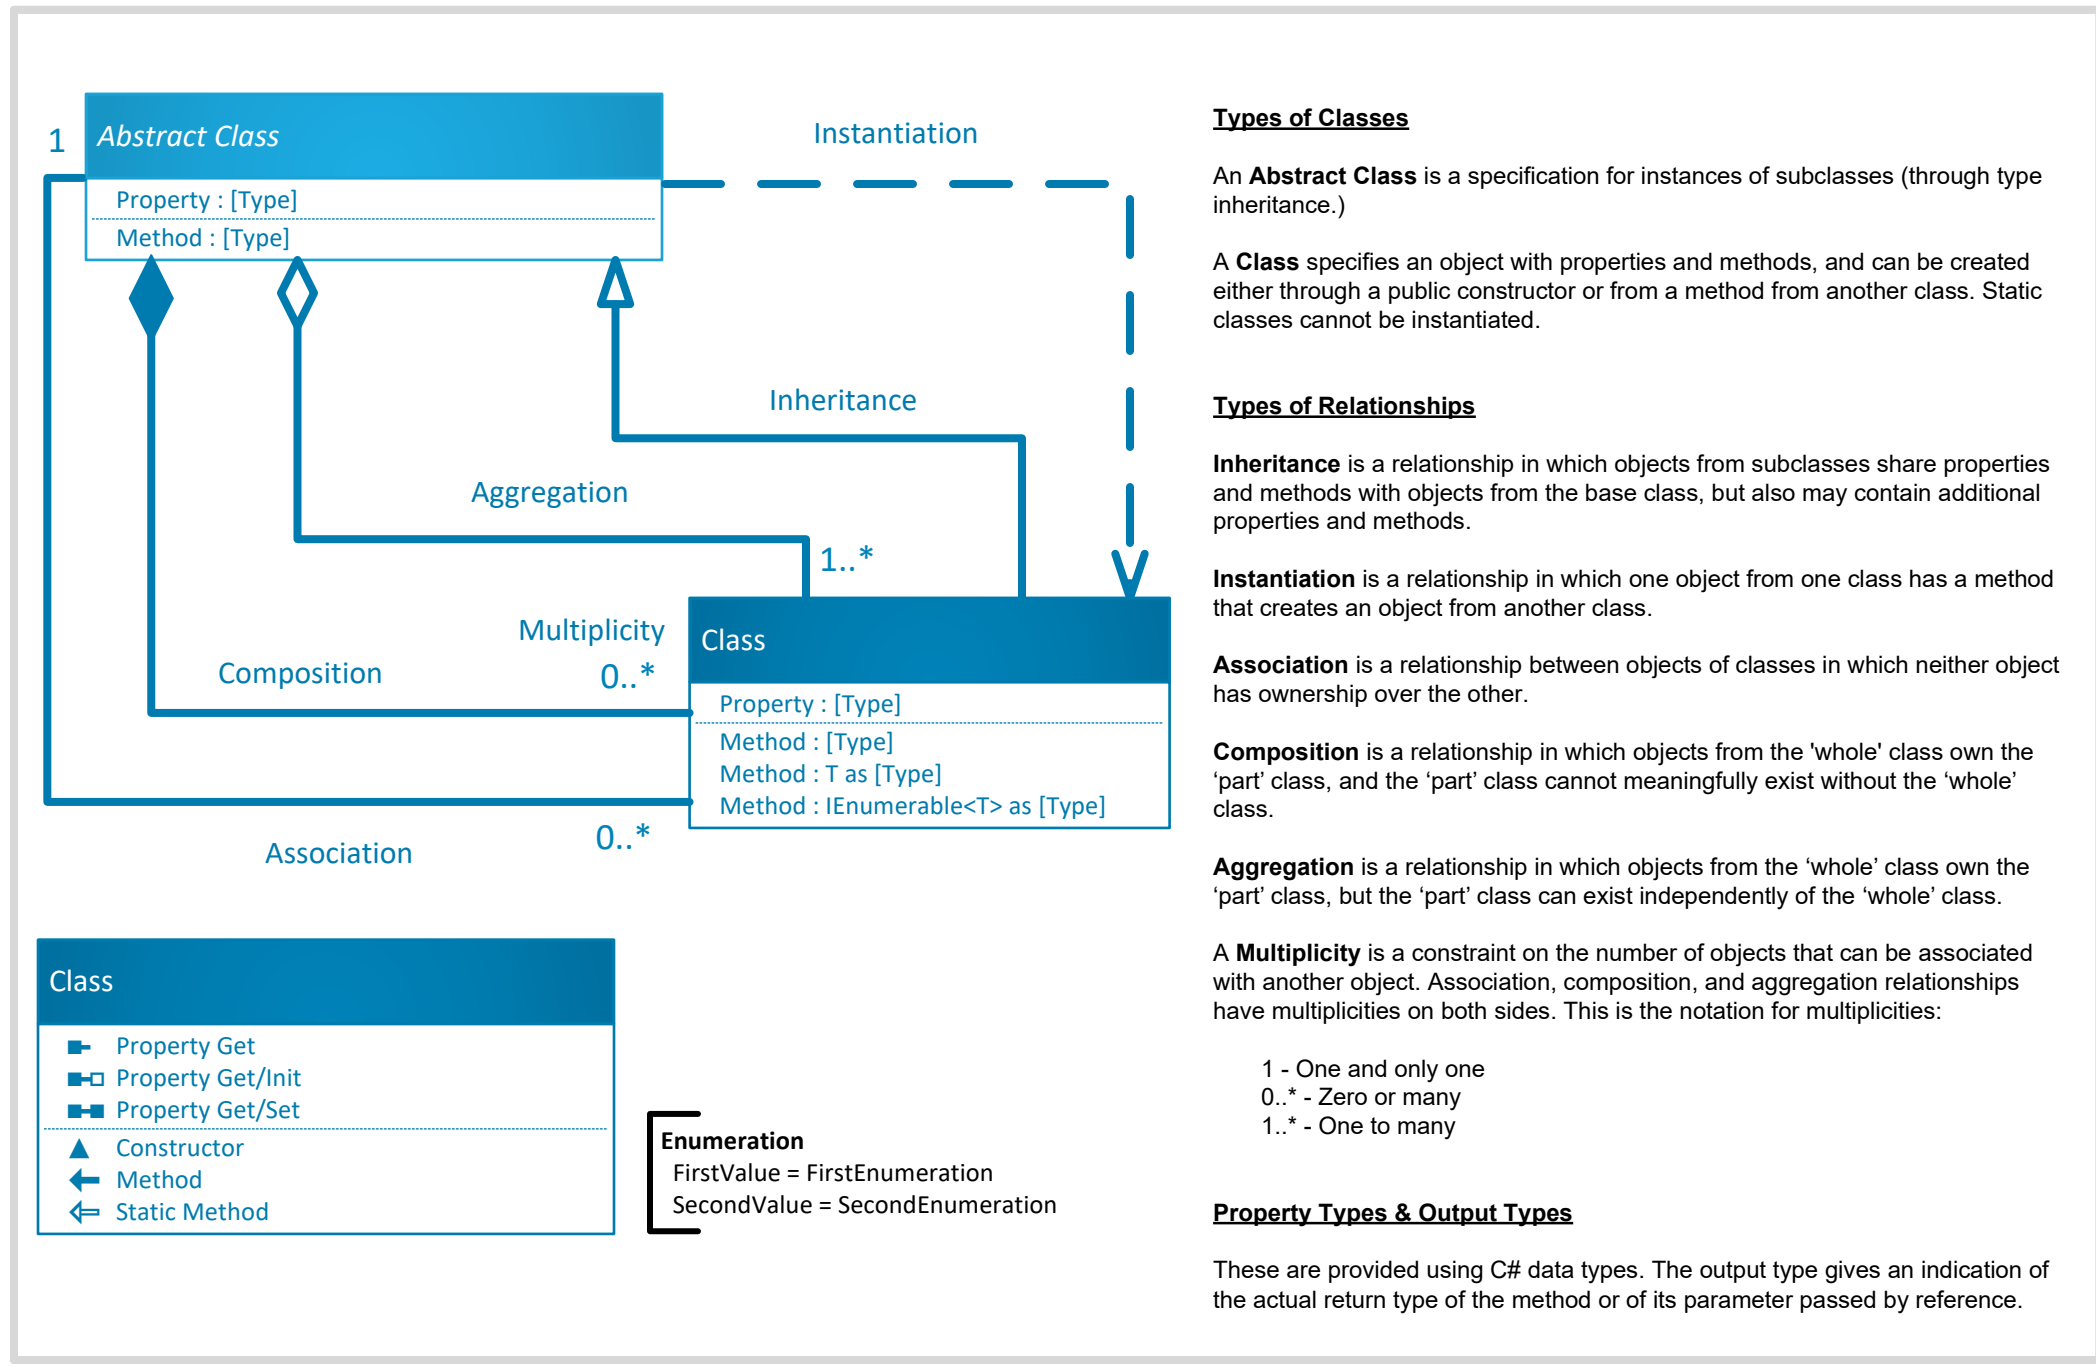 1
Abstract Class
Property : [Type]
Method : [Type]
Instantiation
Inheritance
Aggregation
1..*
Multiplicity
0..*
Composition
Class
Property : [Type]
Method : [Type]
Method : T as [Type]
Method : IEnumerable<T> as [Type]
0..*
Association
Class
Property Get
Property Get/Init
Property Get/Set
Constructor
Method
Static Method
Enumeration
FirstValue = FirstEnumeration
SecondValue = SecondEnumeration
Types of Classes
An Abstract Class is a specification for instances of subclasses (through type
inheritance.)
A Class specifies an object with properties and methods, and can be created
either through a public constructor or from a method from another class. Static
classes cannot be instantiated.
Types of Relationships
Inheritance is a relationship in which objects from subclasses share properties
and methods with objects from the base class, but also may contain additional
properties and methods.
Instantiation is a relationship in which one object from one class has a method
that creates an object from another class.
Association is a relationship between objects of classes in which neither object
has ownership over the other.
Composition is a relationship in which objects from the 'whole' class own the
‘part’ class, and the ‘part’ class cannot meaningfully exist without the ‘whole’
class.
Aggregation is a relationship in which objects from the ‘whole’ class own the
‘part’ class, but the ‘part’ class can exist independently of the ‘whole’ class.
A Multiplicity is a constraint on the number of objects that can be associated
with another object. Association, composition, and aggregation relationships
have multiplicities on both sides. This is the notation for multiplicities:
1 - One and only one
0..* - Zero or many
1..* - One to many
Property Types & Output Types
These are provided using C# data types. The output type gives an indication of
the actual return type of the method or of its parameter passed by reference.